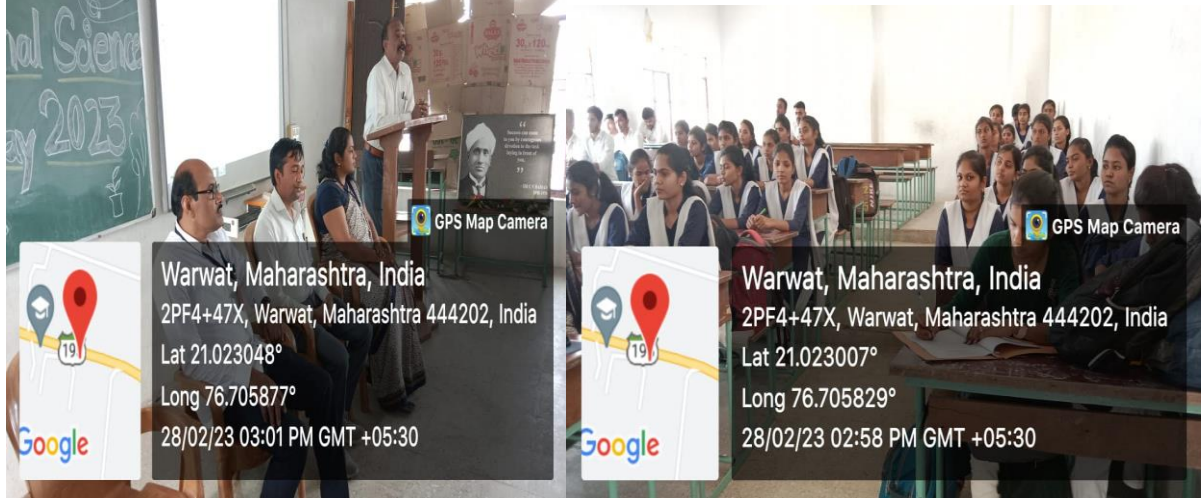 nal Science
ay 2023
“
”
GPS Map Camera
Warwat, Maharashtra, India
2PF4+47X, Warwat, Maharashtra 444202, India
Lat 21.023048°
Long 76.705877°
28/02/23 03:01 PM GMT +05:30
19
Google
GPS Map Camera
Warwat, Maharashtra, India
2PF4+47X, Warwat, Maharashtra 444202, India
Lat 21.023007°
Long 76.705829°
28/02/23 02:58 PM GMT +05:30
19
Google